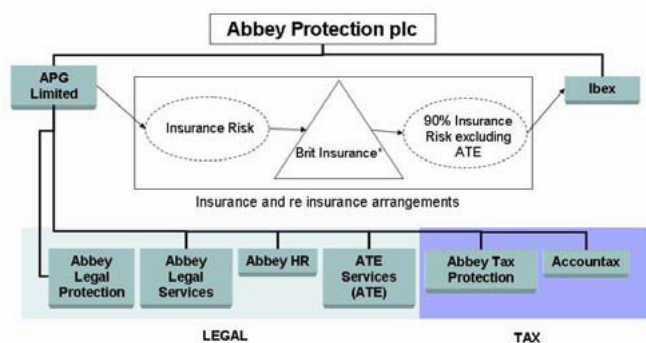 Abbey Protection plc
APG
Limited
Ibex
Insurance Risk
Brit Insurance*
90% Insurance
Risk excluding
ATE
Insurance and re insurance arrangements
Abbey
Legal
Protection
Abbey
Legal
Services
Abbey HR
ATE
Services
(ATE)
Abbey Tax
Protection
Accountax
LEGAL
TAX